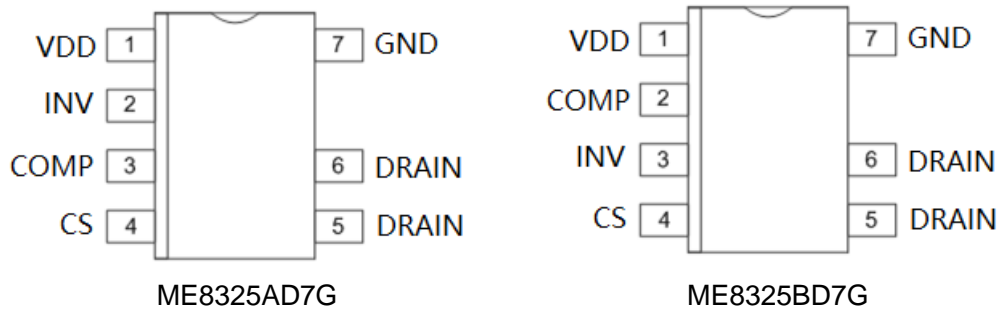 VDD 1 7 GND
INV 2
COMP 3 6 DRAIN
CS 4 5 DRAIN
ME8325AD7G
VDD 1 7 GND
COMP 2
INV 3 6 DRAIN
CS 4 5 DRAIN
ME8325BD7G